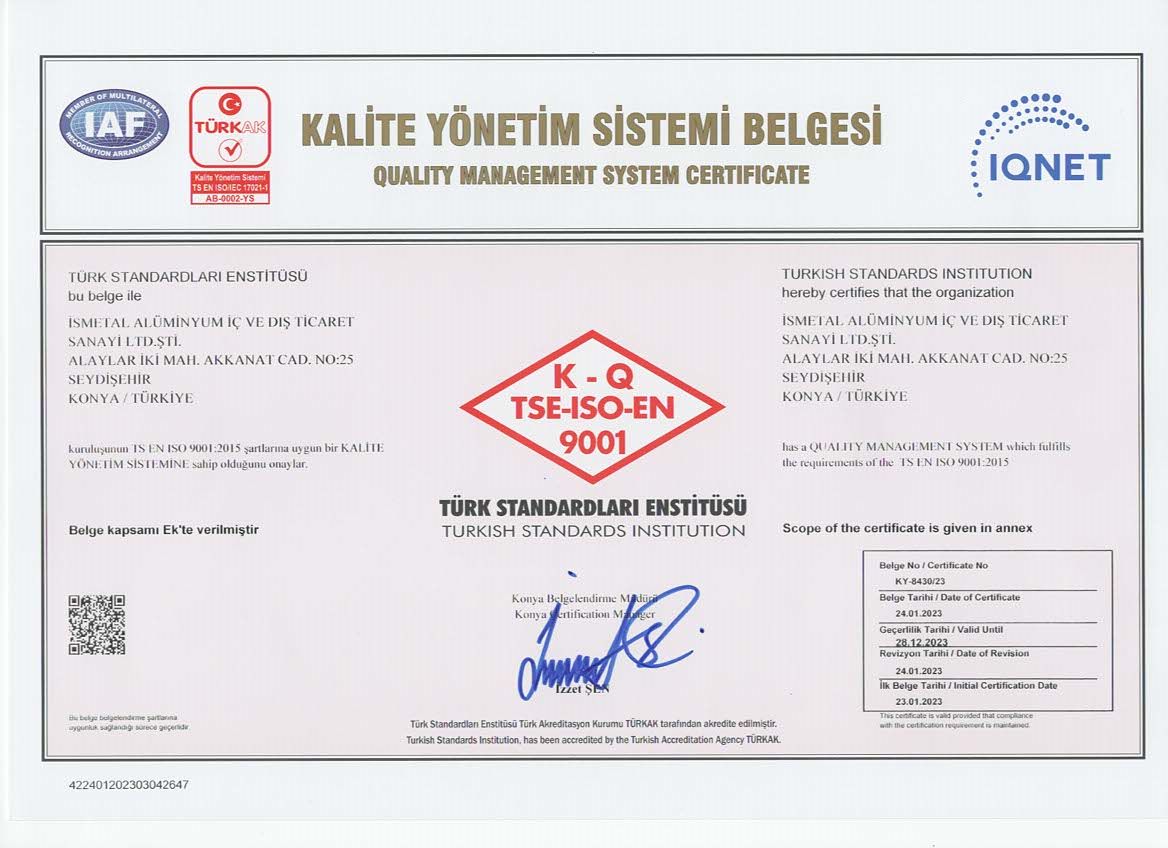 MEMBER OF MULTILATERAL
IAF
RECOGNITION ARRANGEMENT
TÜRKAK
Kalite Yönetim Sistemi
TS EN ISO/IEC 17021-1
AB-0002-YS
KALİTE YÖNETİM SİSTEMİ BELGESİ
QUALITY MANAGEMENT SYSTEM CERTIFICATE
IQNET
TÜRK STANDARDLARI ENSTİTÜSÜ
bu belge ile
İSMETAL ALÜMİNYUM İÇ VE DIŞ TİCARET
SANAYİ LTD.ŞTİ.
ALAYLAR İKİ MAH. AKKANAT CAD. NO:25
SEYDİŞEHİR
KONYA / TÜRKİYE
kuruluşunun TS EN ISO 9001:2015 şartlarına uygun bir KALİTE
YÖNETİM SİSTEMİNE sahip olduğunu onaylar.
Belge kapsamı Ek'te verilmiştir
Bu belge belgelendirme şartlarına
uygunluk sağlandığı sürece geçerlidir
K - Q
TSE-ISO-EN
9001
TÜRK STANDARDLARI ENSTİTÜSÜ
TURKISH STANDARDS INSTITUTION
Konya Belgelendirme Müdürü
Konya Certification Manager
İzzet ŞEN
Türk Standardları Enstitüsü Türk Akreditasyon Kurumu TÜRKAK tarafından akredite edilmiştir.
Turkish Standards Institution, has been accredited by the Turkish Accreditation Agency TÜRKAK.
TURKISH STANDARDS INSTITUTION
hereby certifies that the organization
İSMETAL ALÜMİNYUM İÇ VE DIŞ TİCARET
SANAYİ LTD.ŞTİ.
ALAYLAR İKİ MAH. AKKANAT CAD. NO:25
SEYDİŞEHİR
KONYA / TÜRKİYE
has a QUALITY MANAGEMENT SYSTEM which fulfills
the requirements of the TS EN ISO 9001:2015
Scope of the certificate is given in annex
Belge No / Certificate No
KY-8430/23
Belge Tarihi / Date of Certificate
24.01.2023
Geçerlilik Tarihi / Valid Until
28.12.2023
Revizyon Tarihi / Date of Revision
24.01.2023
İlk Belge Tarihi / Initial Certification Date
23.01.2023
This certificate is valid provided that compliance
with the certification requirement is maintained.
422401202303042647